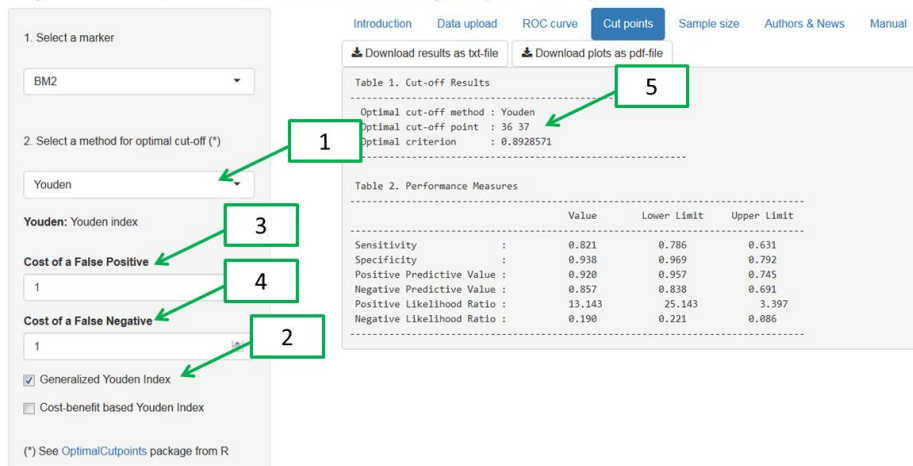 Introduction Data upload ROC curve Cut points Sample size Authors & News Manual
Download results as txt-file Download plots as pdf-file
1. Select a marker
BM2
2. Select a method for optimal cut-off (*)
1
Youden
Youden: Youden index
3
Cost of a False Positive
1
4
Cost of a False Negative
1
2
Generalized Youden Index
Cost-benefit based Youden Index
(*) See OptimalCutpoints package from R
Table 1. Cut-off Results
5
Optimal cut-off method : Youden
Optimal cut-off point : 36 37
Optimal criterion : 0.8928571
Table 2. Performance Measures
Value Lower Limit Upper Limit
Sensitivity : 0.821 0.786 0.631
Specificity : 0.938 0.969 0.792
Positive Predictive Value : 0.920 0.957 0.745
Negative Predictive Value : 0.857 0.838 0.691
Positive Likelihood Ratio : 13.143 25.143 3.397
Negative Likelihood Ratio : 0.190 0.221 0.086